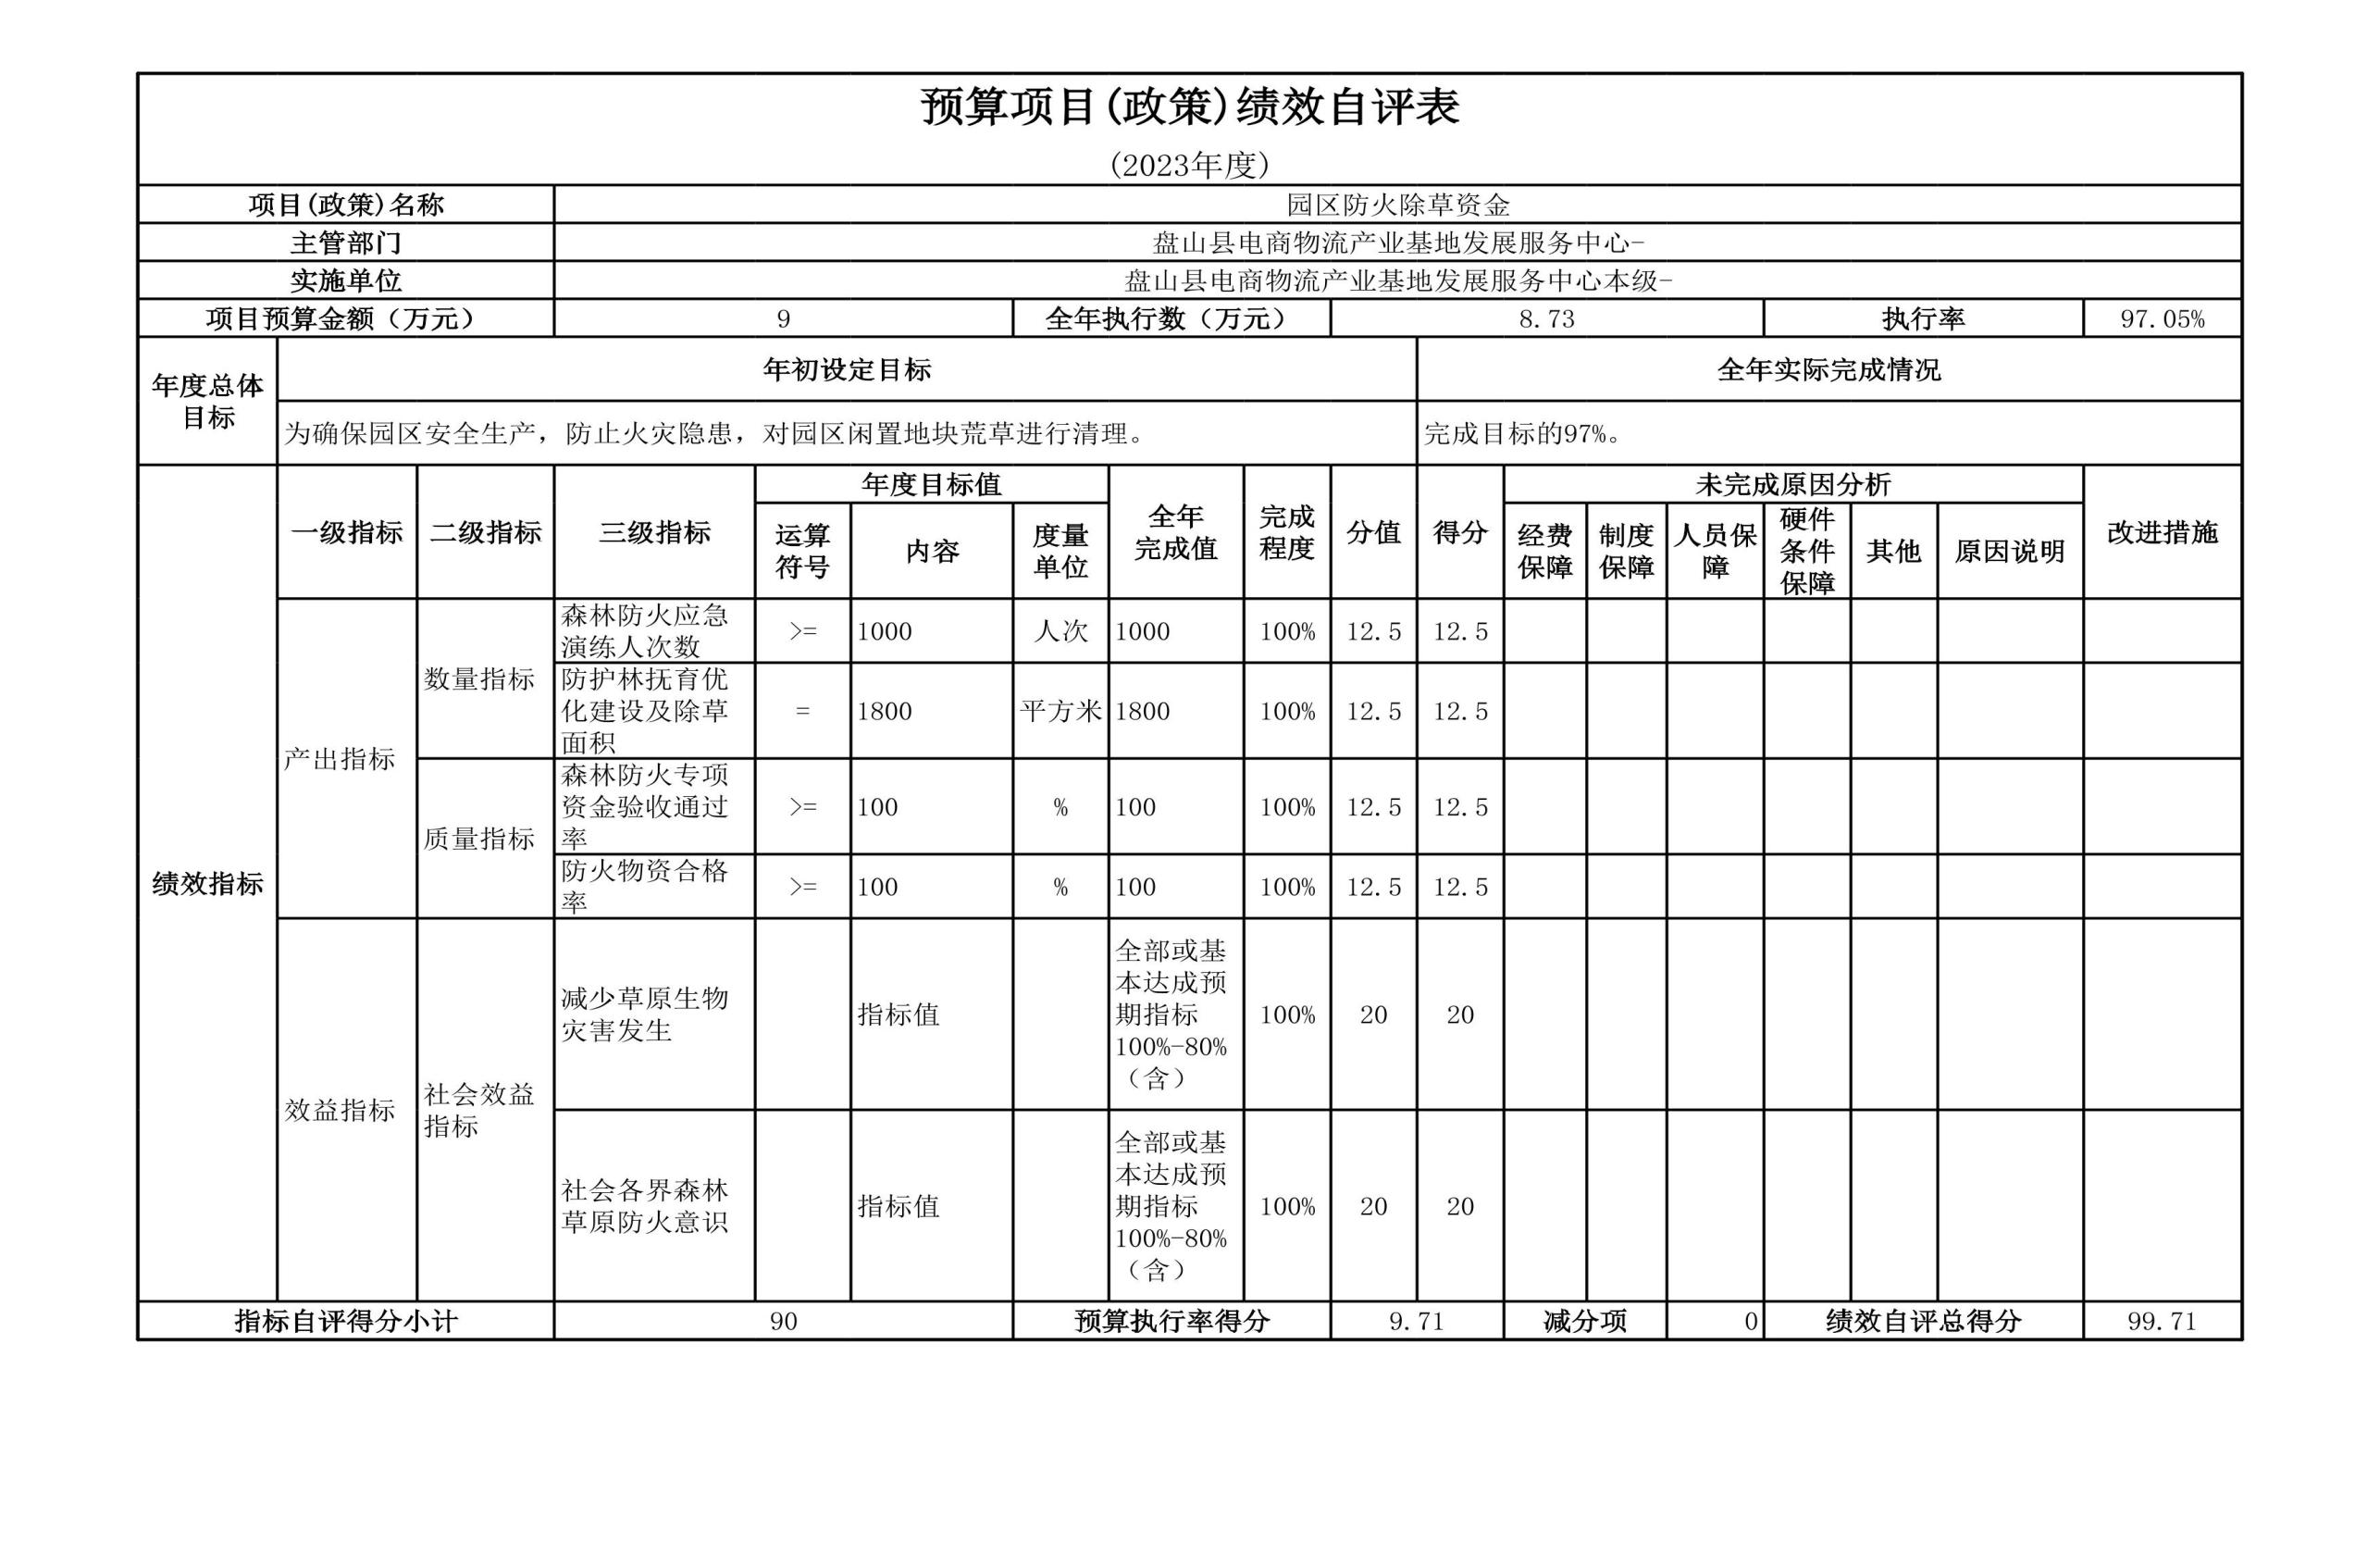 预算项目(政策)绩效自评表
(2023年度)
项目(政策)名称 园区防火除草资金
主管部门 盘山县电商物流产业基地发展服务中心-
实施单位 盘山县电商物流产业基地发展服务中心本级-
项目预算金额（万元） 9 全年执行数（万元） 8.73 执行率 97.05%
年度总体
目标
年初设定目标 全年实际完成情况
为确保园区安全生产，防止火灾隐患，对园区闲置地块荒草进行清理。 完成目标的97%。
绩效指标
一级指标 二级指标 三级指标
年度目标值
运算
符号
内容
度量
单位
全年
完成值
完成
程度
分值 得分
未完成原因分析
经费
保障
制度
保障
人员保
障
硬件
条件
保障
其他 原因说明
改进措施
产出指标
数量指标
森林防火应急
演练人次数
>= 1000 人次 1000 100% 12.5 12.5
防护林抚育优
化建设及除草
面积
= 1800 平方米 1800 100% 12.5 12.5
质量指标
森林防火专项
资金验收通过
率
>= 100 % 100 100% 12.5 12.5
防火物资合格
率
>= 100 % 100 100% 12.5 12.5
效益指标
社会效益
指标
减少草原生物
灾害发生
指标值
全部或基
本达成预
期指标
100%-80%
（含）
100% 20 20
社会各界森林
草原防火意识
指标值
全部或基
本达成预
期指标
100%-80%
（含）
100% 20 20
指标自评得分小计 90 预算执行率得分 9.71 减分项 0 绩效自评总得分 99.71